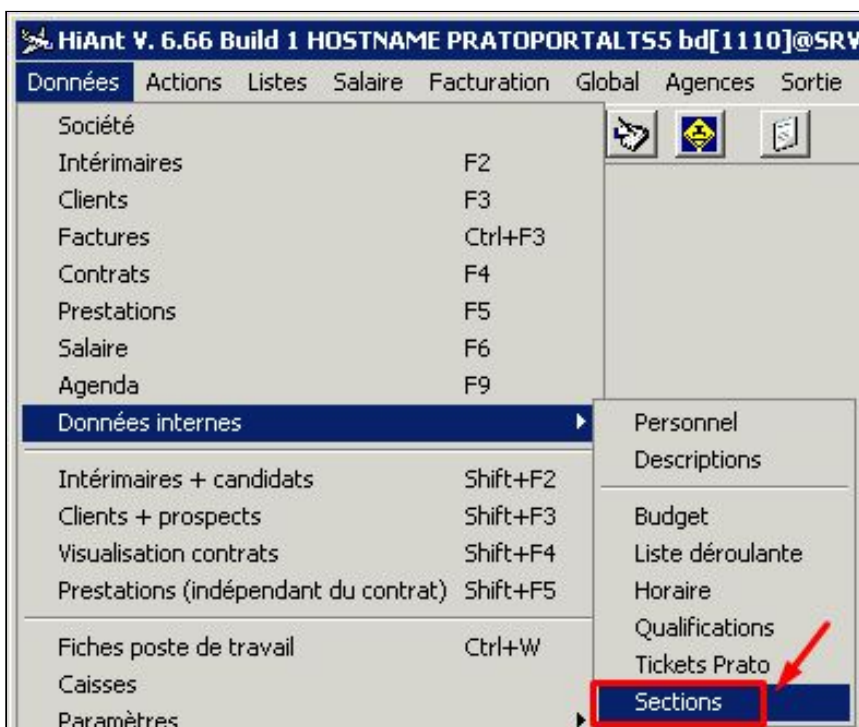 HiAnt V. 6.66 Build 1 HOSTNAME PRATOPORTALTS5 bd[1110]@SRV
Données Actions Listes Salaire Facturation Global Agences Sortie
Société
Intérimaires F2
Clients F3
Factures Ctrl+F3
Contrats F4
Prestations F5
Salaire F6
Agenda F9
Données internes
Intérimaires + candidats Shift+F2
Clients + prospects Shift+F3
Visualisation contrats Shift+F4
Prestations (indépendant du contrat) Shift+F5
Fiches poste de travail Ctrl+W
Caisses
Paramètres
Personnel
Descriptions
Budget
Liste déroulante
Horaire
Qualifications
Tickets Prato
Sections